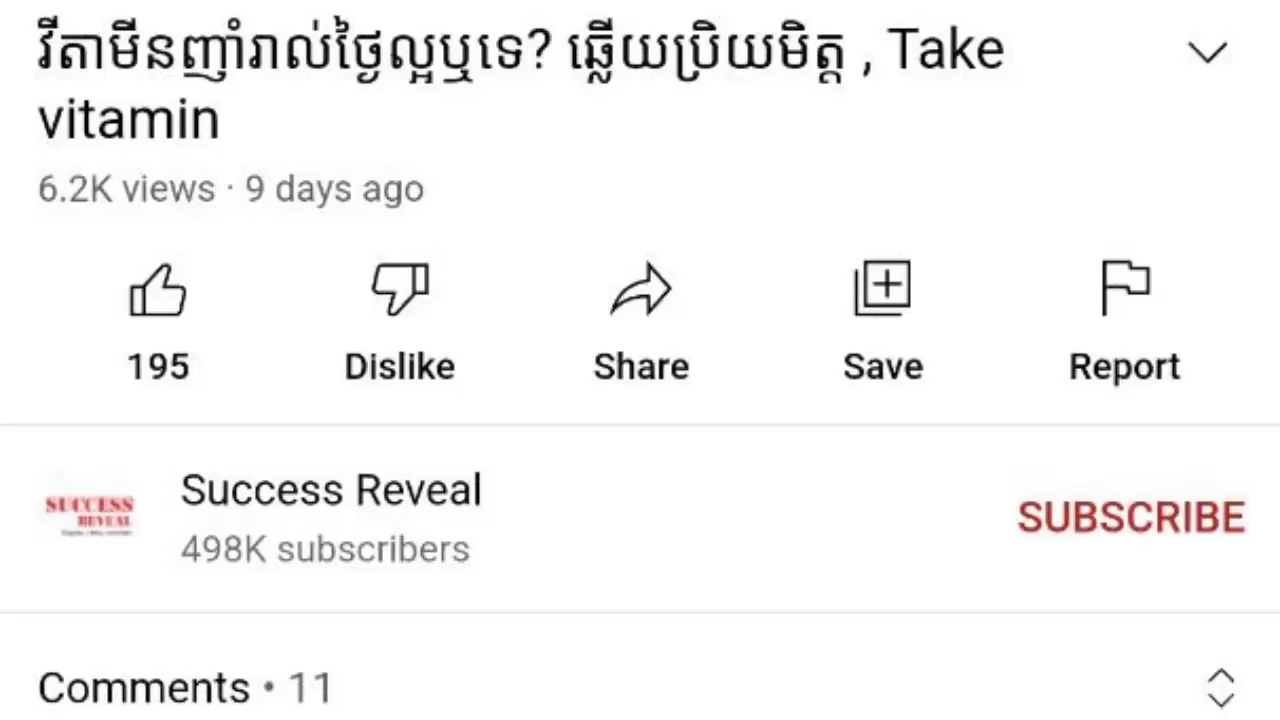 វីតាមីនញាំរាល់ថ្ងៃល្អឬទេ? ឆ្លើយប្រិយមិត្ត , Take
vitamin
6.2K views · 9 days ago
195
Dislike
Share
Save
Report
SUCCESS
REVEAL
Success Reveal
498K subscribers
SUBSCRIBE
Comments • 11